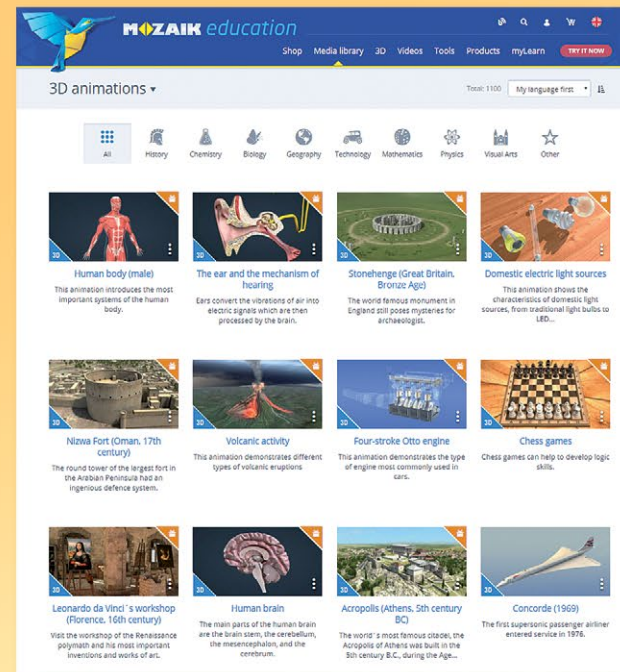 MOZAIK education
Shop Media library 3D Videos Tools Products myLearn TRY IT NOW
3D animations
Total: 1100 My language first
All History Chemistry Biology Geography Technology Mathematics Physics Visual Arts Other
3D 3D 3D 3D
Human body (male)
This animation introduces the most
important systems of the human
body.
The ear and the mechanism of
hearing
Ears convert the vibrations of air into
electric signals which are then
processed by the brain.
Stonehenge (Great Britain,
Bronze Age)
The world famous monument in
England still poses mysteries for
archaeologist.
Domestic electric light sources
This animation shows the
characteristics of domestic light
sources, from traditional light bulbs to
LED...
3D 3D 3D 3D
Nizwa Fort (Oman, 17th
century)
The round tower of the largest fort in
the Arabian Peninsula had an
ingenious defence system.
Volcanic activity
This animation demonstrates different
types of volcanic eruptions
Four-stroke Otto engine
This animation demonstrates the type
of engine most commonly used in
cars.
Chess games
Chess games can help to develop logic
skills.
3D 3D 3D 3D
Leonardo da Vinci`s workshop
(Florence, 16th century)
Visit the workshop of the Renaissance
polymath and his most important
inventions and works of art.
Human brain
The main parts of the human brain
are the brain stem, the cerebellum,
the mesencephalon, and the
cerebrum.
Acropolis (Athens, 5th century
BC)
The world`s most famous citadel, the
Acropolis of Athens was built in the
5th century B.C., during the Age...
Concorde (1969)
The first supersonic passenger airliner
entered service in 1976.